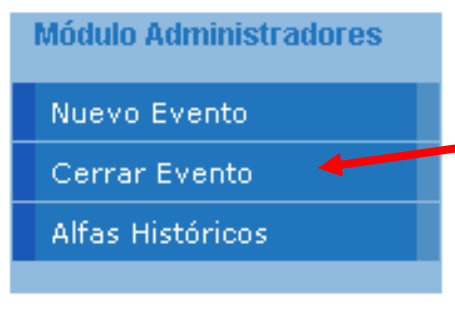 Módulo Administradores
Nuevo Evento
Cerrar Evento
Alfas Históricos